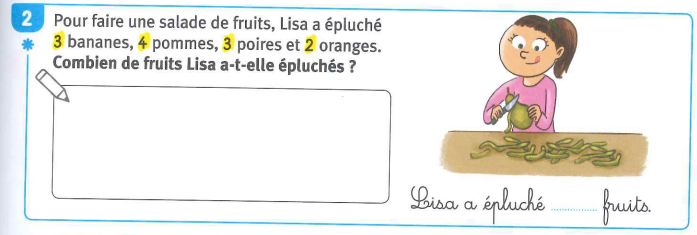 2
Pour faire une salade de fruits, Lisa a épluché
3 bananes, 4 pommes, 3 poires et 2 oranges.
Combien de fruits Lisa a-t-elle épluchés ?
Lisa a épluché ............ fruits.